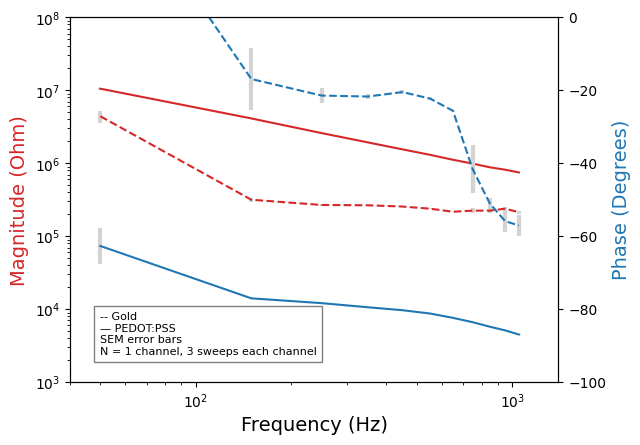 10^8
10^7
10^6
10^5
10^4
10^3
Magnitude (Ohm)
0
−20
−40
−60
−80
−100
Phase (Degrees)
-- Gold
— PEDOT:PSS
SEM error bars
N = 1 channel, 3 sweeps each channel
10^2
10^3
Frequency (Hz)